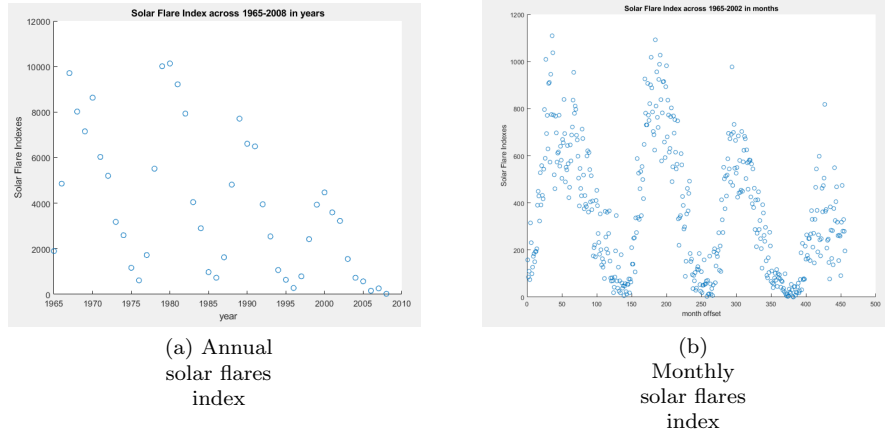 Solar Flare Index across 1965-2008 in years
12000
10000
8000
6000
4000
2000
0
Solar Flare Indexes
1965 1970 1975 1980 1985 1990 1995 2000 2005 2010
year
(a) Annual
solar flares
index
Solar Flare Index across 1965-2002 in months
1200
1000
800
600
400
200
0
Solar Flare Indexes
0 50 100 150 200 250 300 350 400 450 500
month offset
(b)
Monthly
solar flares
index